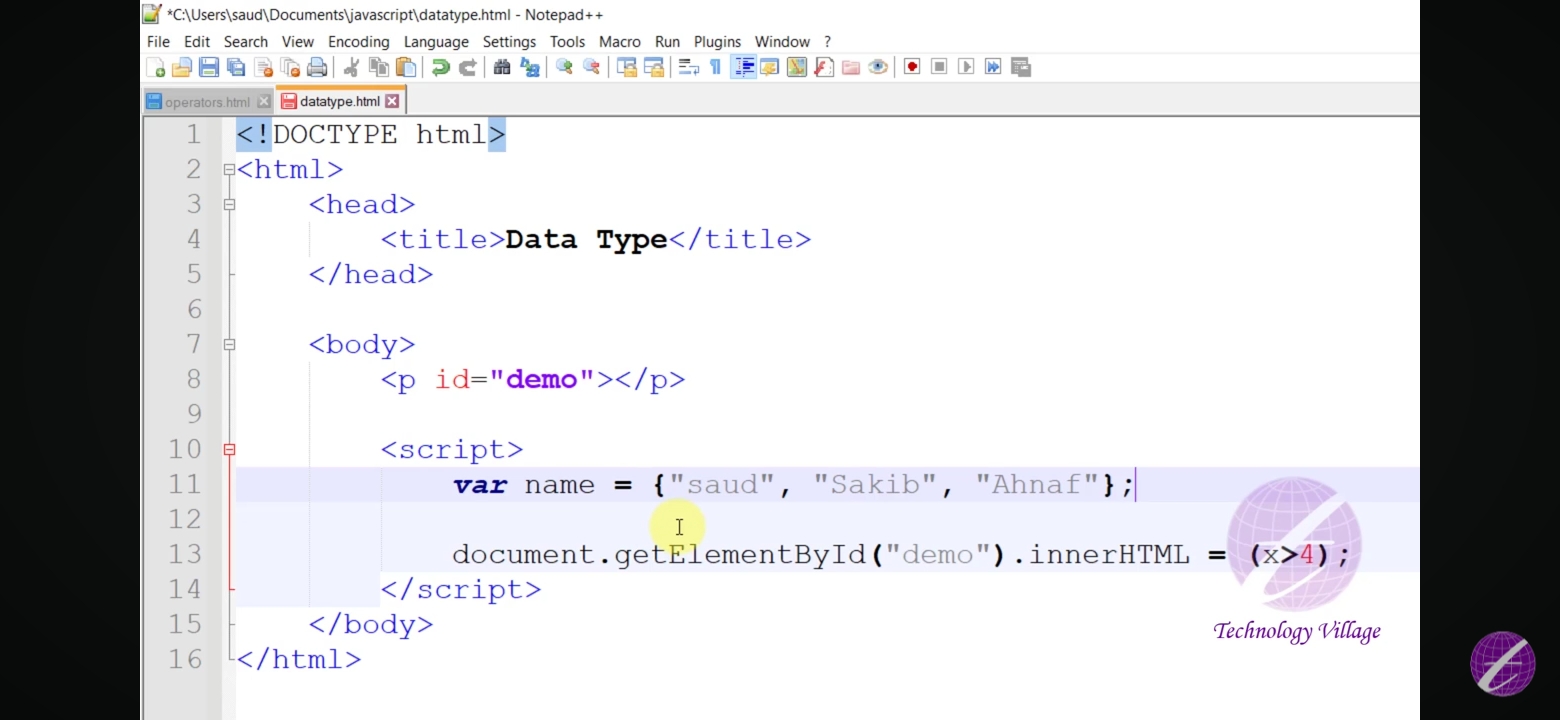 *C:\Users\saud\Documents\javascript\datatype.html - Notepad++
File Edit Search View Encoding Language Settings Tools Macro Run Plugins Window ?
operators.html datatype.html
1 <!DOCTYPE html>
2 <html>
3 <head>
4 <title>Data Type</title>
5 </head>
6
7 <body>
8 <p id="demo"></p>
9
10 <script>
11 var name = {"saud", "Sakib", "Ahnaf"};
12
13 document.getElementById("demo").innerHTML = (x>4);
14 </script>
15 </body>
16 </html>
Technology Village